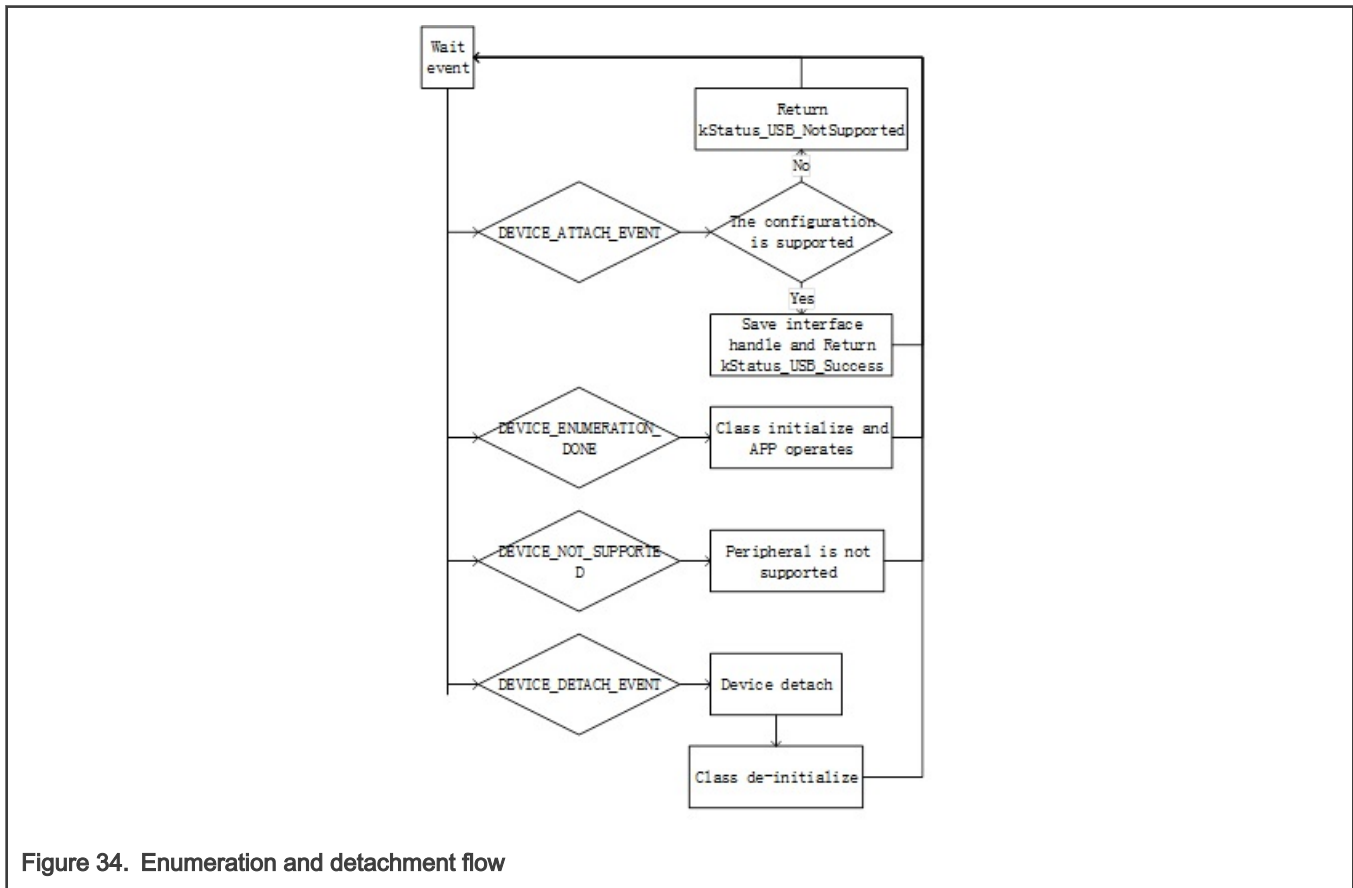 Wait
event
Return
kStatus_USB_NotSupported
No
DEVICE_ATTACH_EVENT
The configuration
is supported
Yes
Save interface
handle and Return
kStatus_USB_Success
DEVICE_ENUMERATION_
DONE
Class initialize and
APP operates
DEVICE_NOT_SUPPORTE
D
Peripheral is not
supported
DEVICE_DETACH_EVENT
Device detach
Class de-initialize
Figure 34. Enumeration and detachment flow